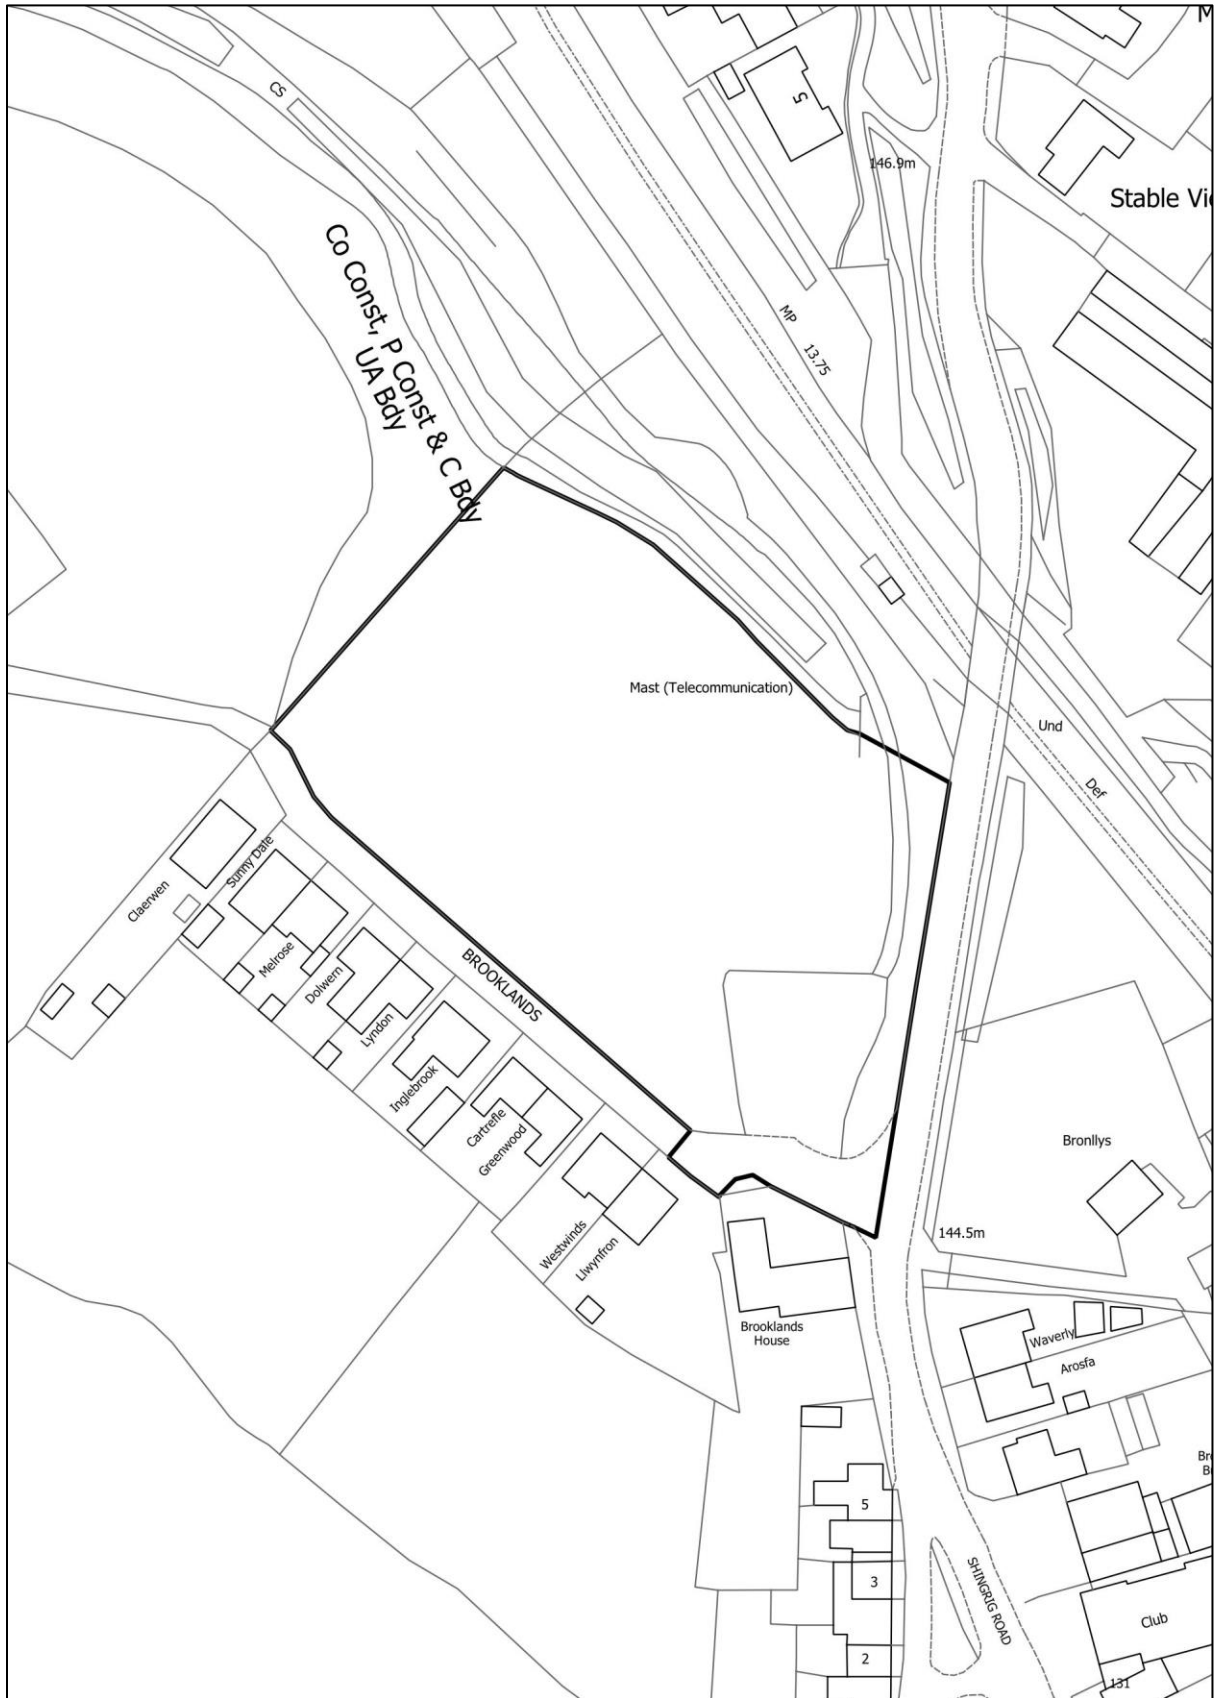 M
CS
5
146.9m
Stable Vi
Co Const, P Const & C Bdy
UA Bdy
MP
13.75
Mast (Telecommunication)
Und
Def
Sunny Dale
Claerwen
Melrose
Dolwern
Lyndon
BROOKLANDS
Inglebrook
Cartrefle
Greenwood
Westwinds
Llwynfron
Bronllys
144.5m
Brooklands
House
Waverly
Arosfa
Br
B
5
3
2
SHINGRIG ROAD
Club
131